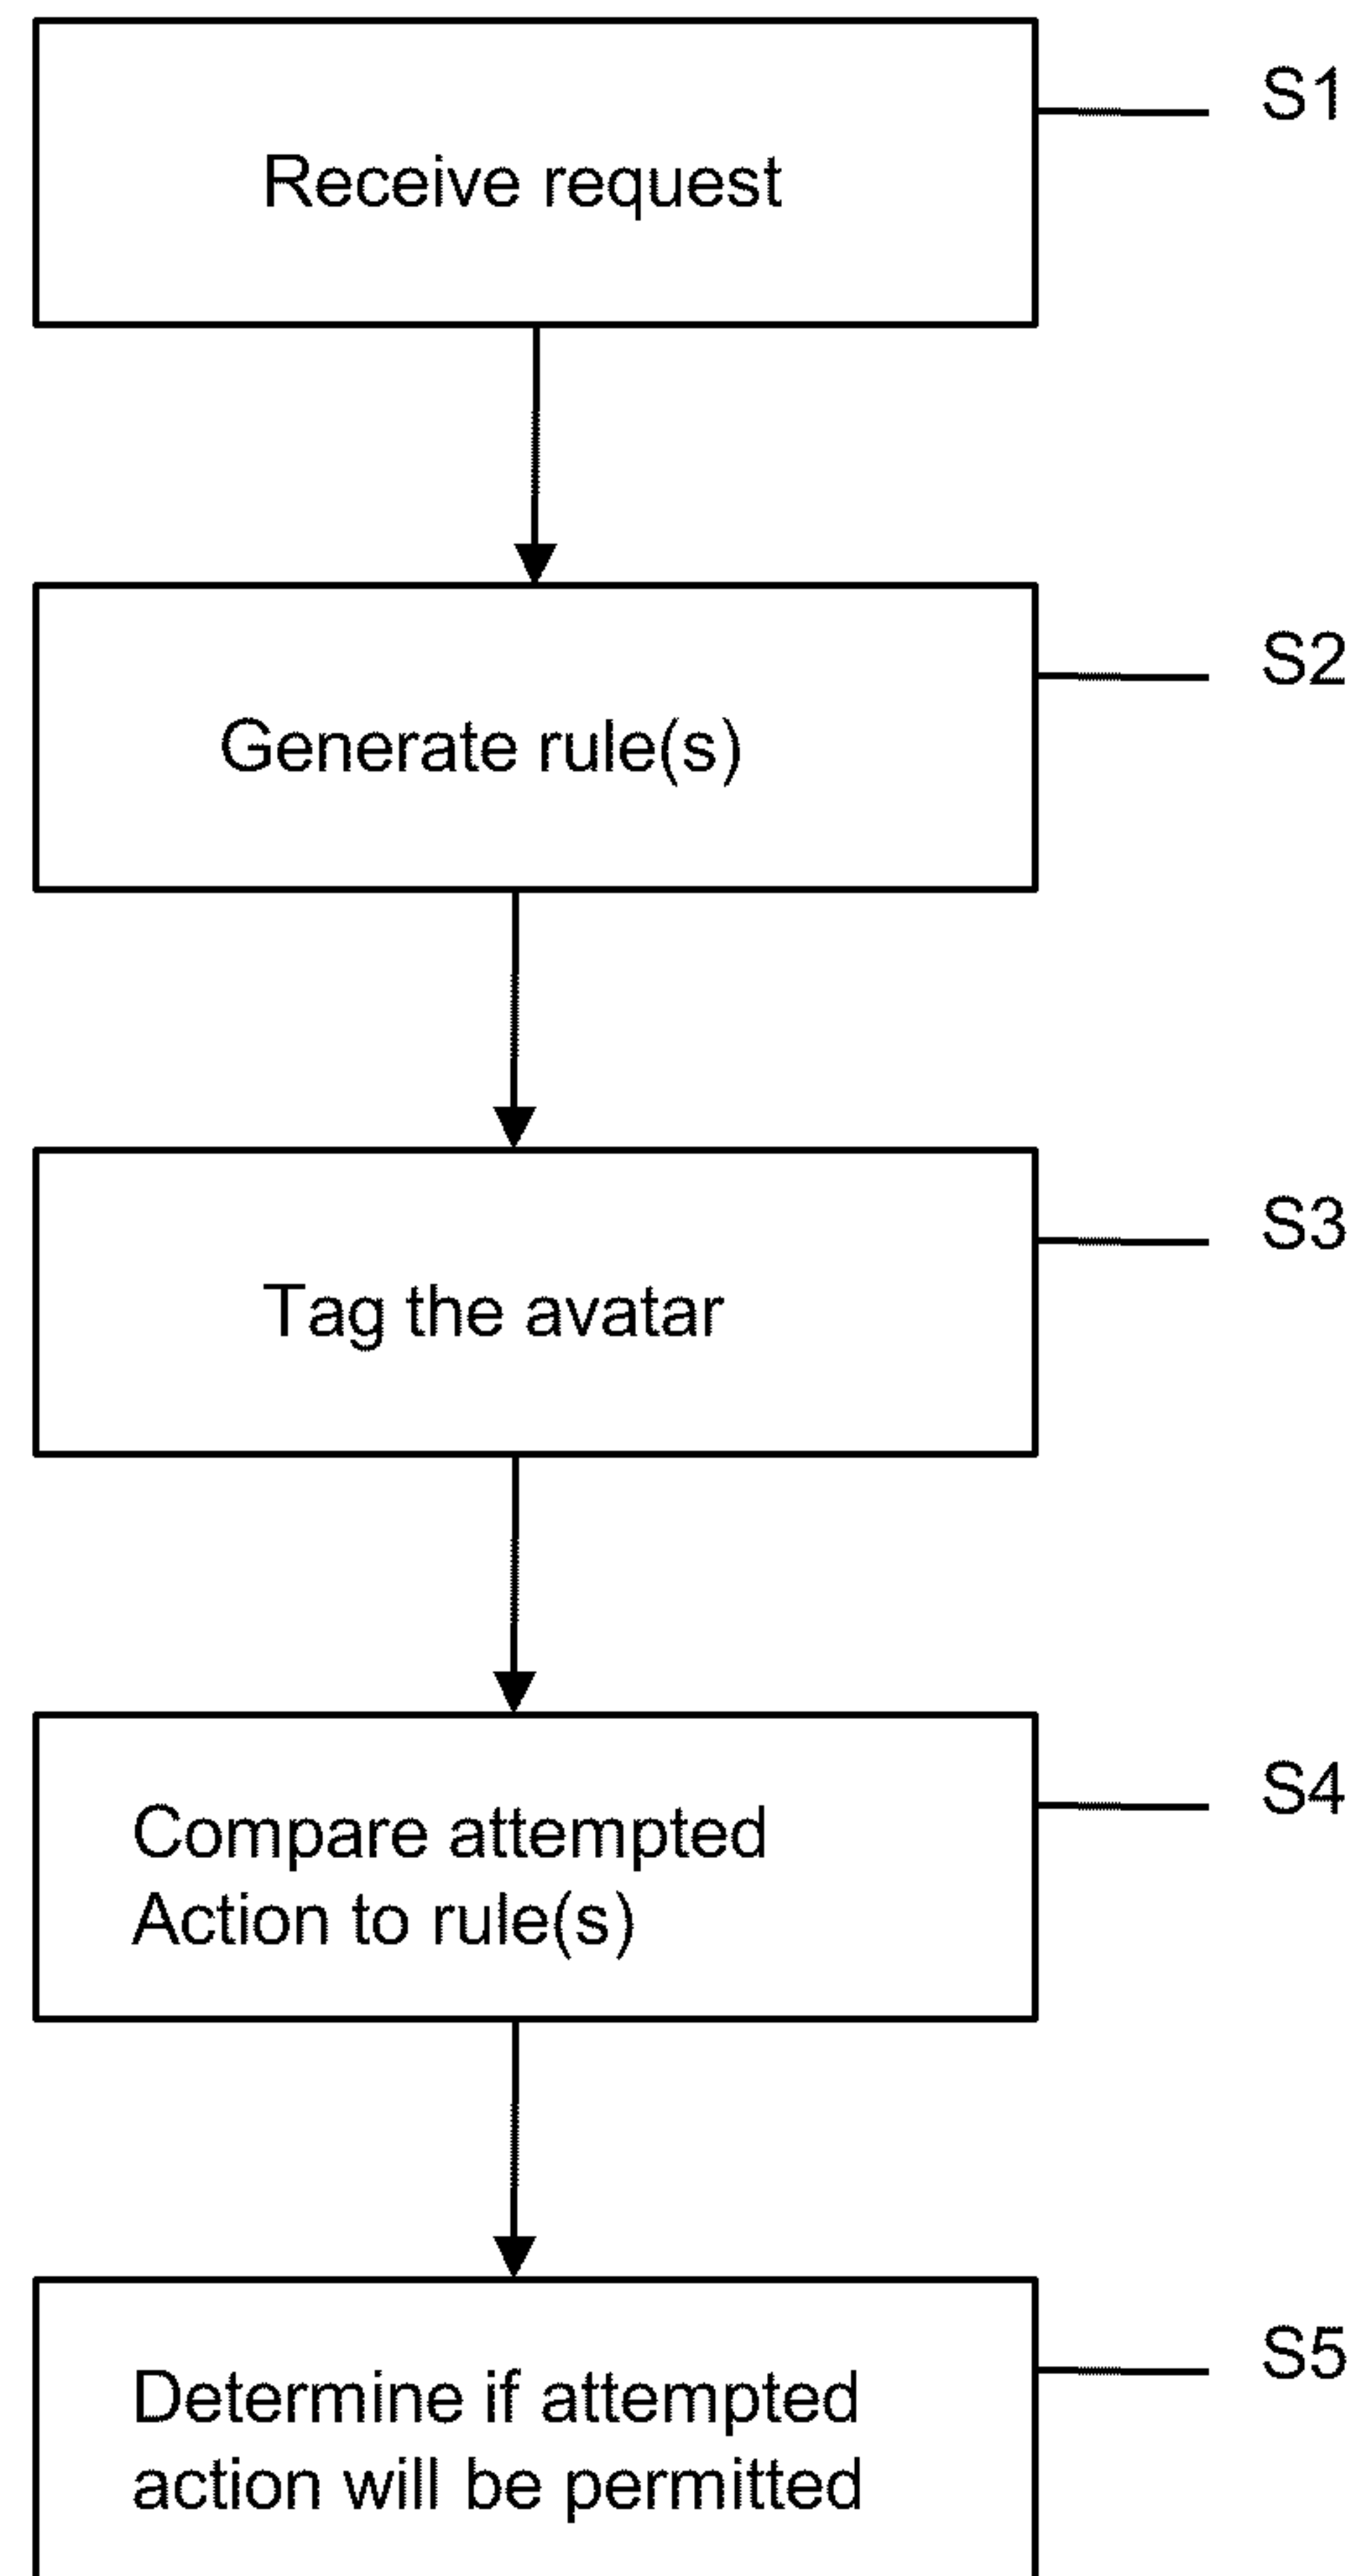 Receive request
S1
Generate rule(s)
S2
Tag the avatar
S3
Compare attempted
Action to rule(s)
S4
Determine if attempted
action will be permitted
S5